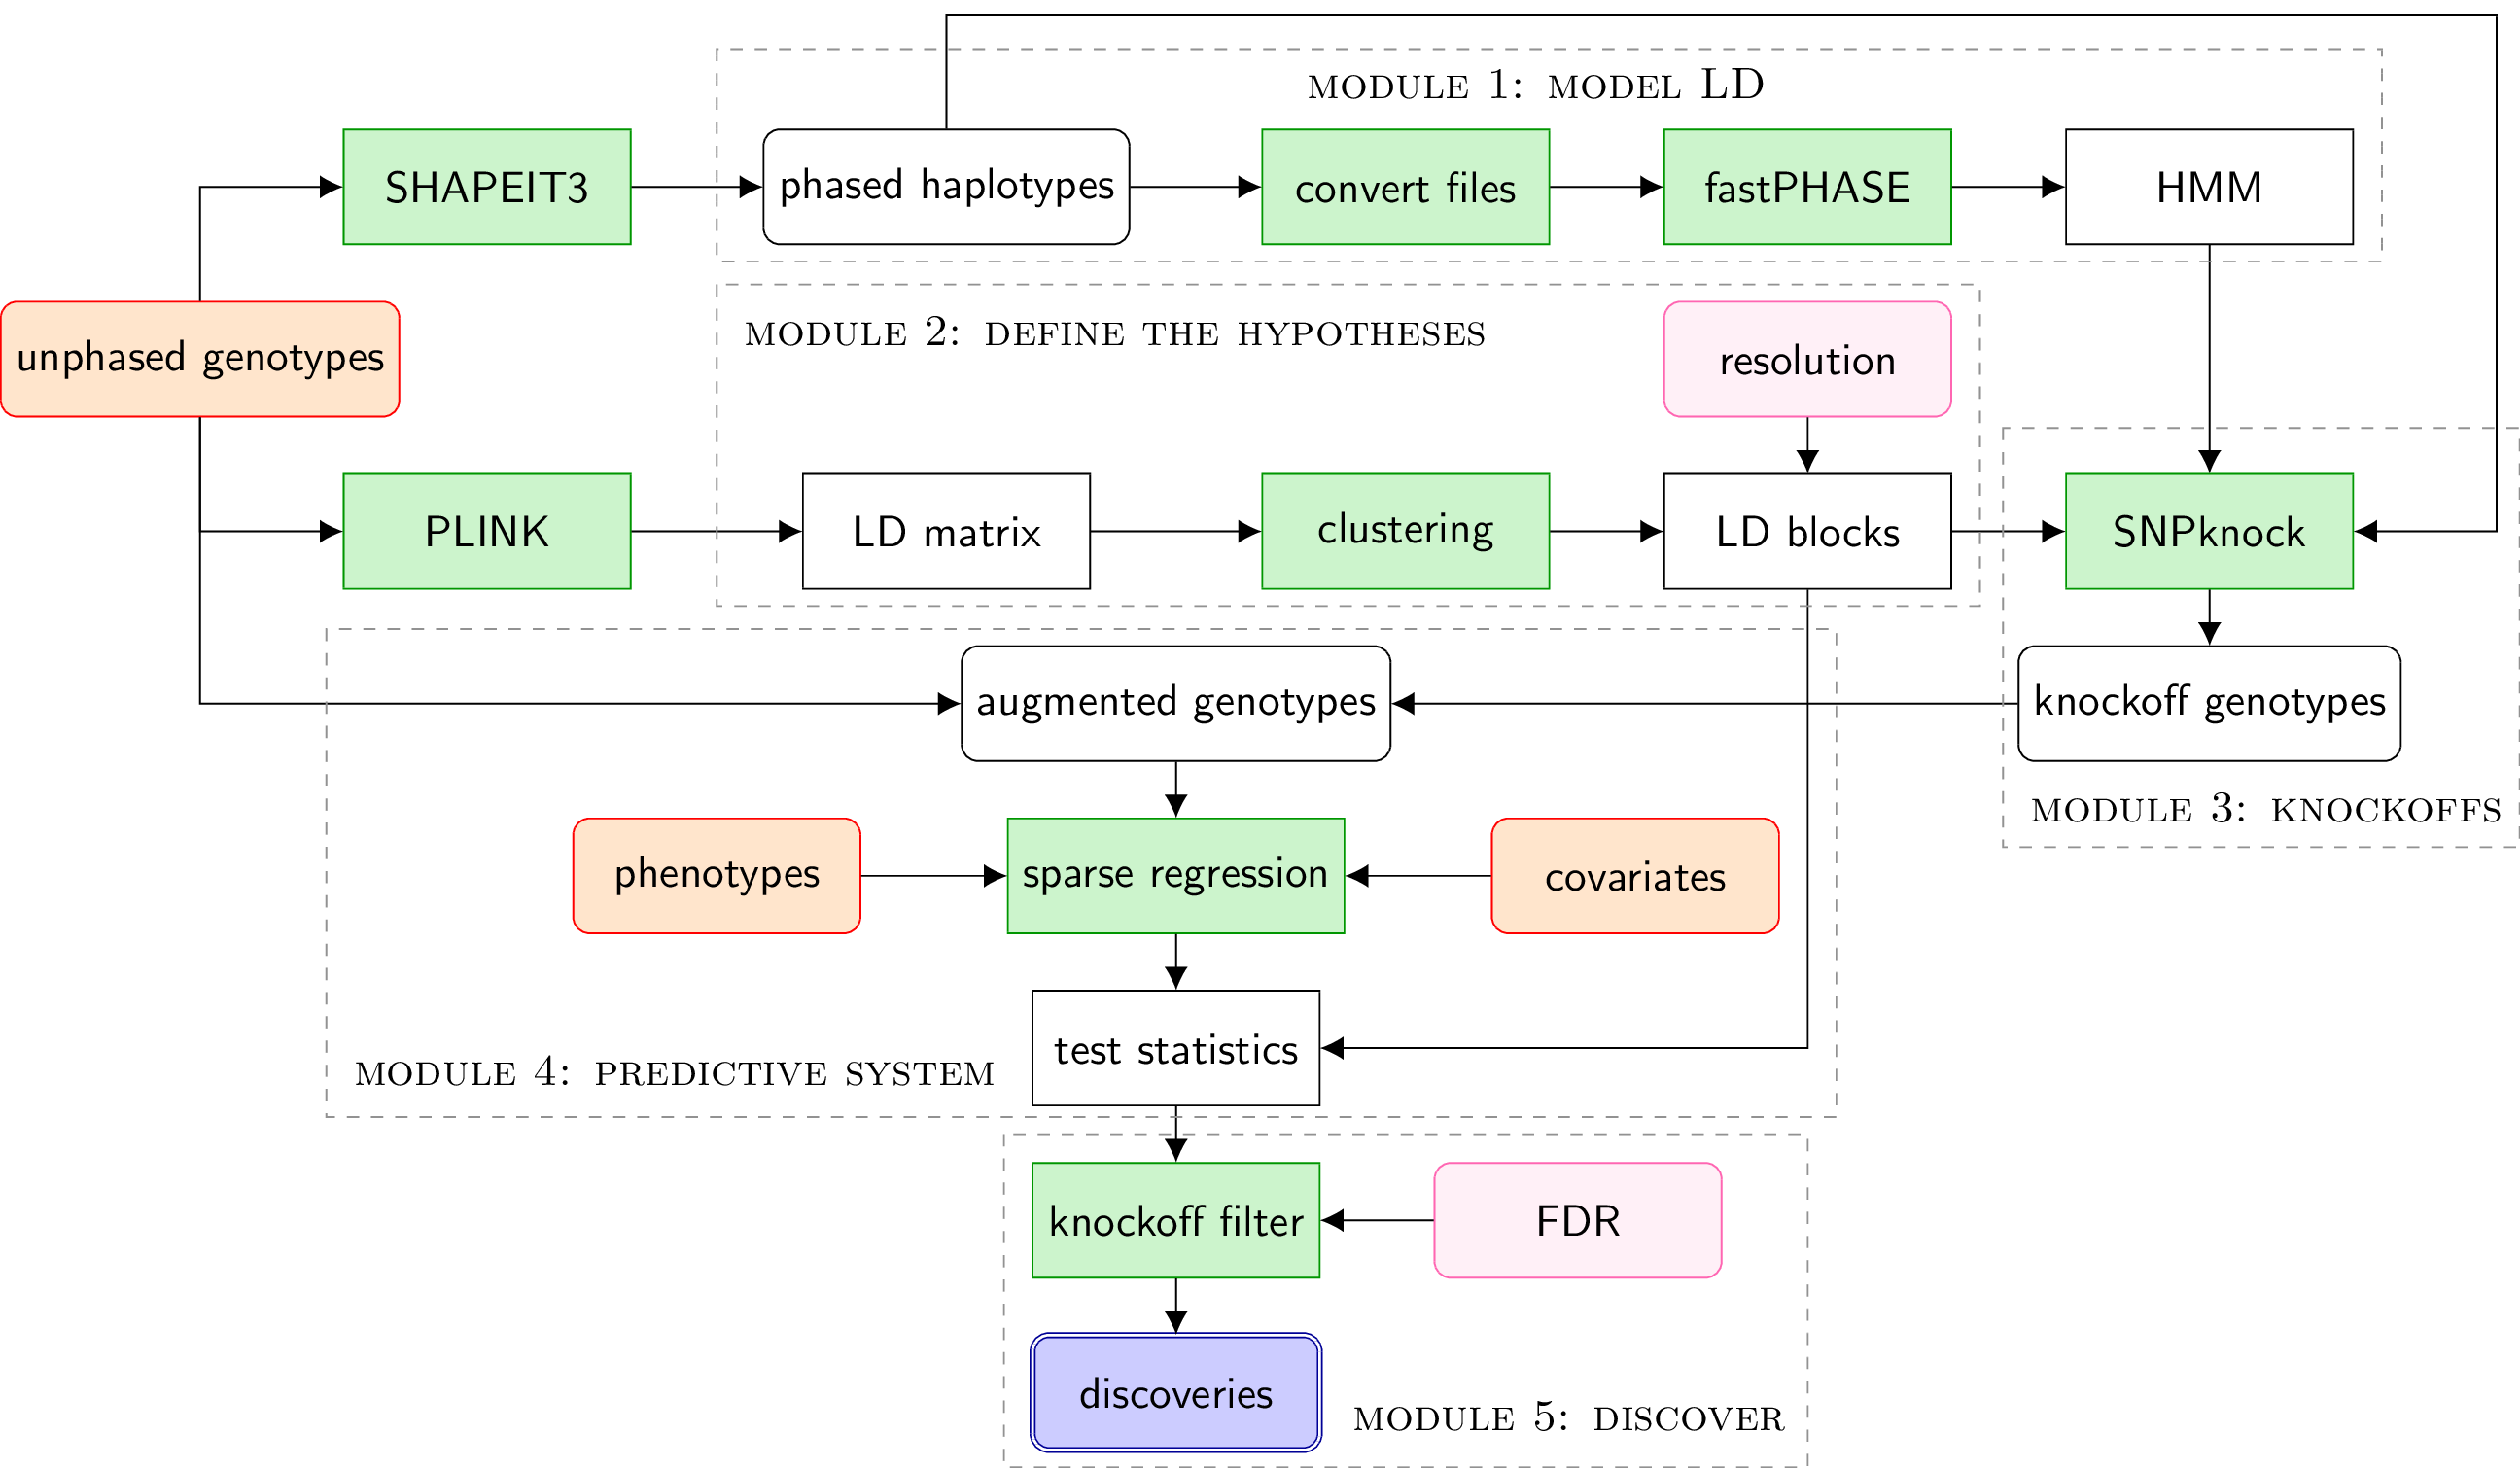 MODULE 1: MODEL LD
SHAPEIT3
phased haplotypes
convert files
fastPHASE
HMM
unphased genotypes
MODULE 2: DEFINE THE HYPOTHESES
resolution
PLINK
LD matrix
clustering
LD blocks
SNPknock
augmented genotypes
knockoff genotypes
MODULE 3: KNOCKOFFS
phenotypes
sparse regression
covariates
test statistics
MODULE 4: PREDICTIVE SYSTEM
knockoff filter
FDR
discoveries
MODULE 5: DISCOVER